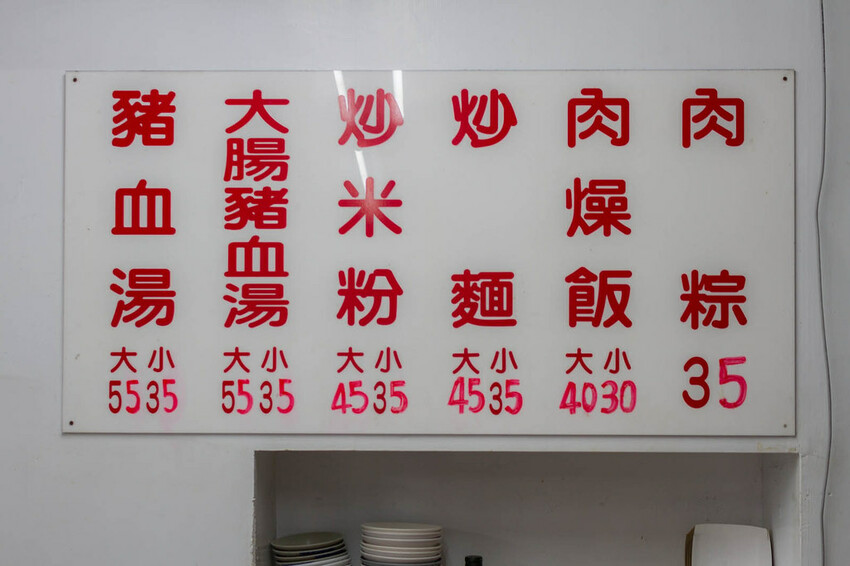 肉粽
35
肉燥飯
大 小
40 30
炒麵
大 小
45 35
炒米粉
大 小
45 35
大腸豬血湯
大 小
55 35
豬血湯
大 小
55 35